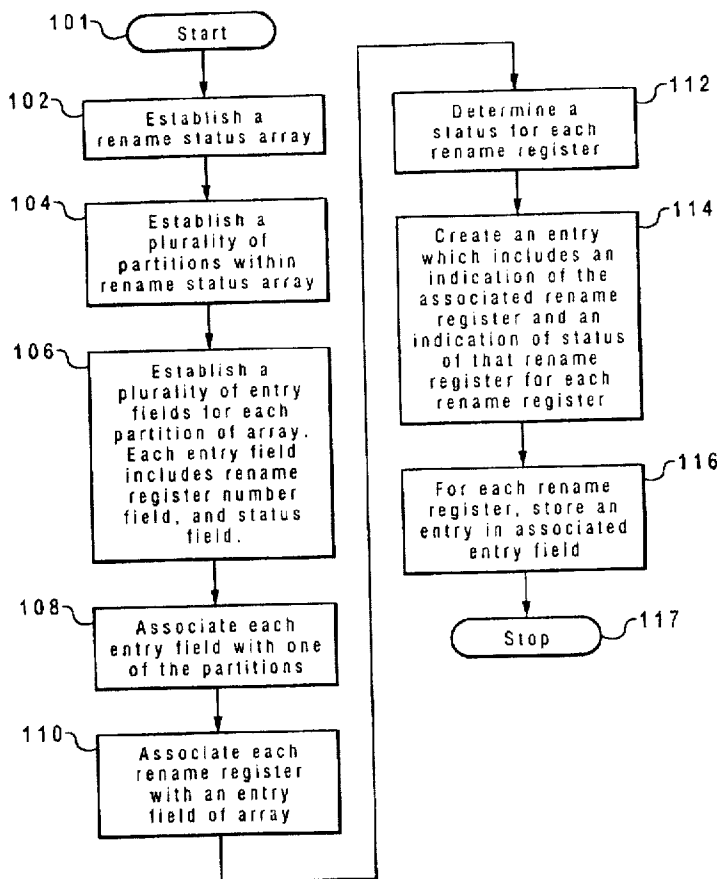 101
Start
102
Establish a
rename status array
104
Establish a
plurality of
partitions within
rename status array
106
Establish a
plurality of entry
fields for each
partition of array.
Each entry field
includes rename
register number
field, and status
field.
108
Associate each
entry field with one
of the partitions
110
Associate each
rename register
with an entry
field of array
112
Determine a
status for each
rename register
114
Create an entry
which includes an
indication of the
associated rename
register and an
indication of status
of that rename
register for each
rename register
116
For each rename
register, store an
entry in associated
entry field
Stop
117